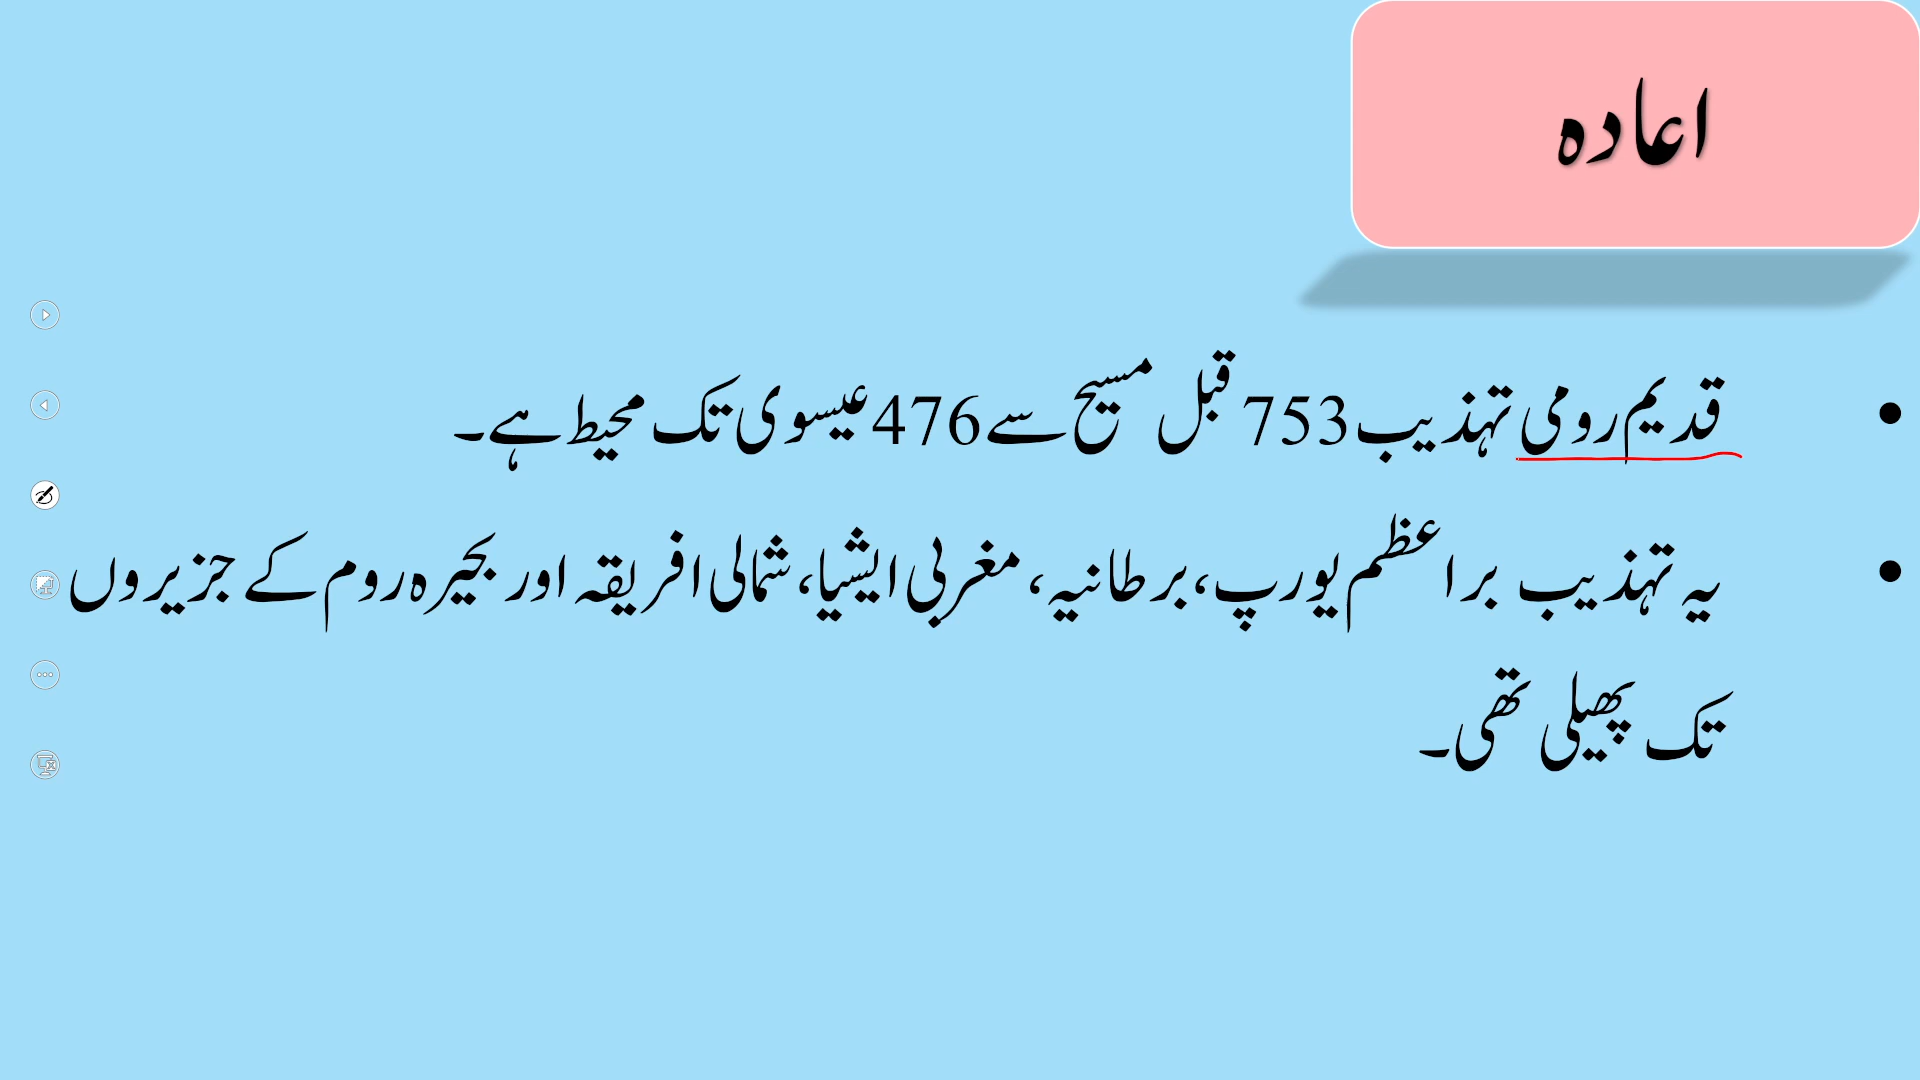 اعادہ
قدیم رومی تہذیب 753 قبل مسیح سے 476 عیسوی تک محیط ہے۔
یہ تہذیب براعظم یورپ، برطانیہ، مغربی ایشیا، شمالی افریقہ اور بحیرہ روم کے جزیروں
تک پھیلی تھی۔